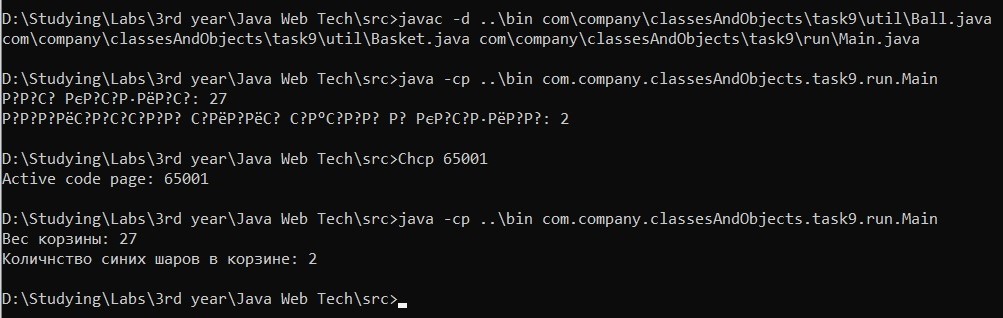 D:\Studying\Labs\3rd year\Java Web Tech\src>javac -d ..\bin com\company\classesAndObjects\task9\util\Ball.java
com\company\classesAndObjects\task9\util\Basket.java com\company\classesAndObjects\task9\run\Main.java
D:\Studying\Labs\3rd year\Java Web Tech\src>java -cp ..\bin com.company.classesAndObjects.task9.run.Main
Р?Р?С? РєР?С?Р·РёР?С?: 27
Р?Р?Р?РёС?Р?С?С?Р?Р? С?РёР?РёС? С?Р°С?Р?Р? Р? РєР?С?Р·РёР?Р?: 2
D:\Studying\Labs\3rd year\Java Web Tech\src>Chcp 65001
Active code page: 65001
D:\Studying\Labs\3rd year\Java Web Tech\src>java -cp ..\bin com.company.classesAndObjects.task9.run.Main
Вес корзины: 27
Количнство синих шаров в корзине: 2
D:\Studying\Labs\3rd year\Java Web Tech\src>